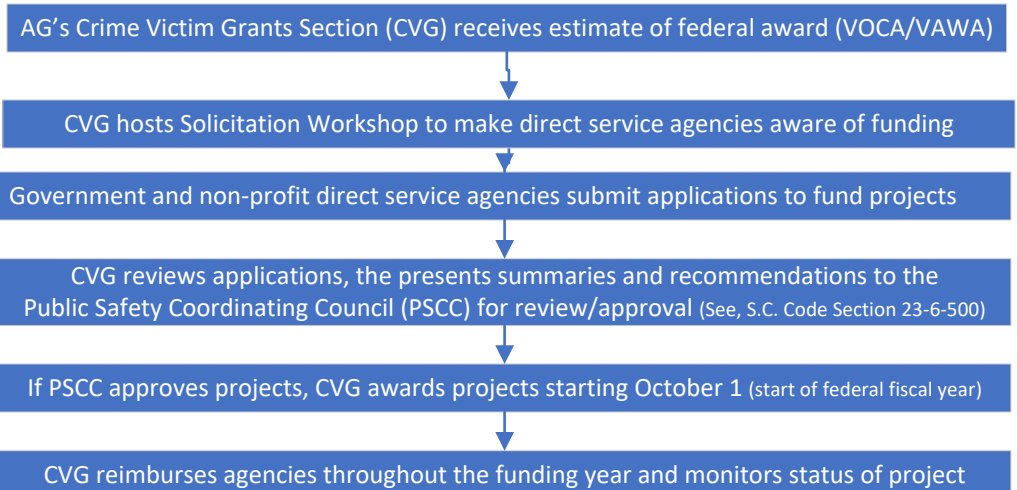 AG's Crime Victim Grants Section (CVG) receives estimate of federal award (VOCA/VAWA)
CVG hosts Solicitation Workshop to make direct service agencies aware of funding
Government and non-profit direct service agencies submit applications to fund projects
CVG reviews applications, the presents summaries and recommendations to the
Public Safety Coordinating Council (PSCC) for review/approval (See, S.C. Code Section 23-6-500)
If PSCC approves projects, CVG awards projects starting October 1 (start of federal fiscal year)
CVG reimburses agencies throughout the funding year and monitors status of project